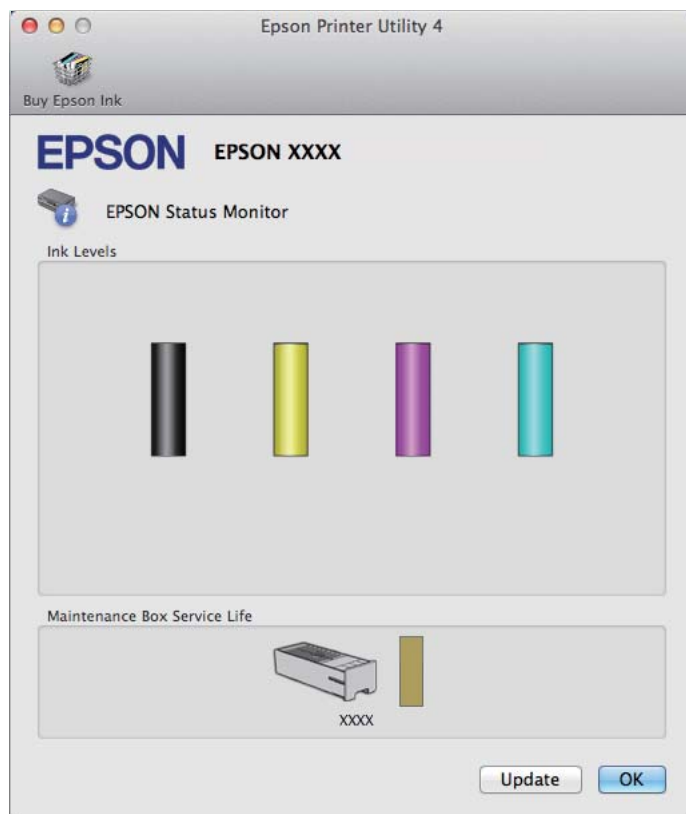 Epson Printer Utility 4
Buy Epson Ink
EPSON EPSON XXXX
EPSON Status Monitor
Ink Levels
Maintenance Box Service Life
XXXX
Update OK